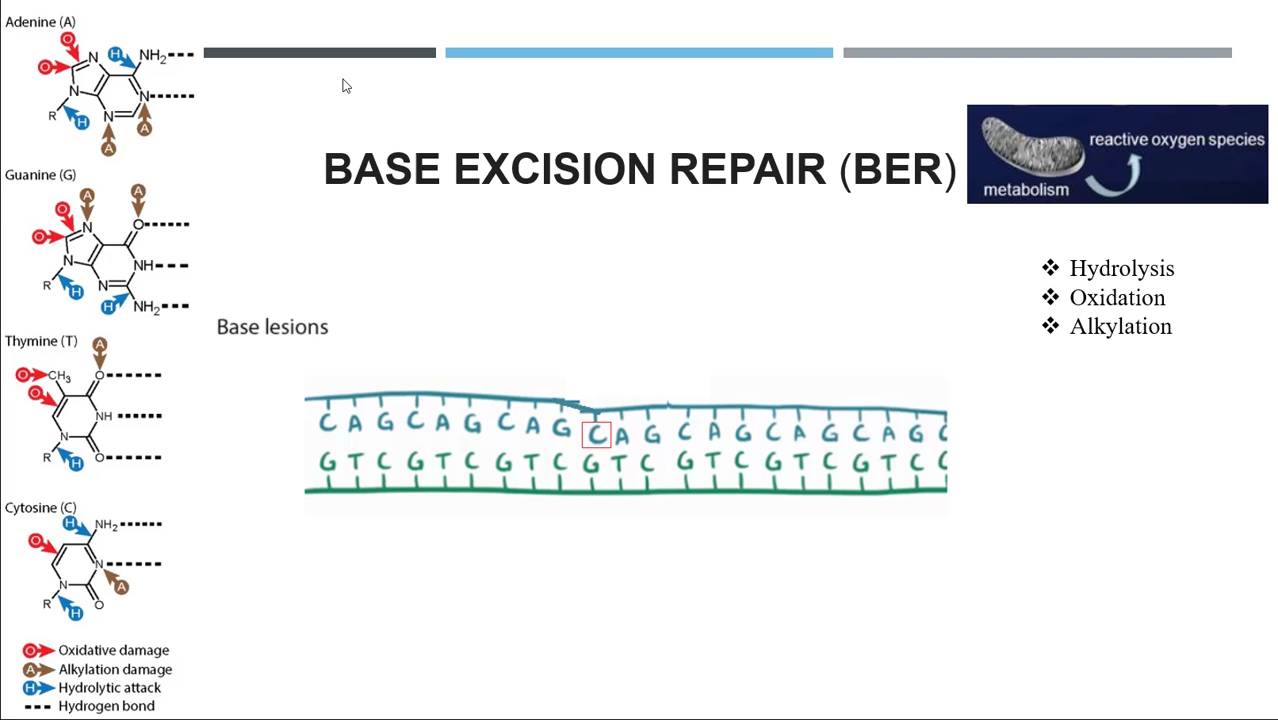 Adenine (A)
O
O
N
H
NH₂
N
N
N
R
H
A
A
BASE EXCISION REPAIR (BER)
reactive oxygen species
metabolism
Guanine (G)
A
A
O
O
N
O
N
NH
R
H
N
H
NH₂
Hydrolysis
Oxidation
Alkylation
Base lesions
Thymine (T)
A
O
CH₃
O
O
NH
N
R
H
O
C A G C A G C A G C A G C A G C A G C A G C
G T C G T C G T C G T C G T C G T C G T C C
Cytosine (C)
H
NH₂
O
N
N
A
R
H
O
O Oxidative damage
A Alkylation damage
H Hydrolytic attack
Hydrogen bond